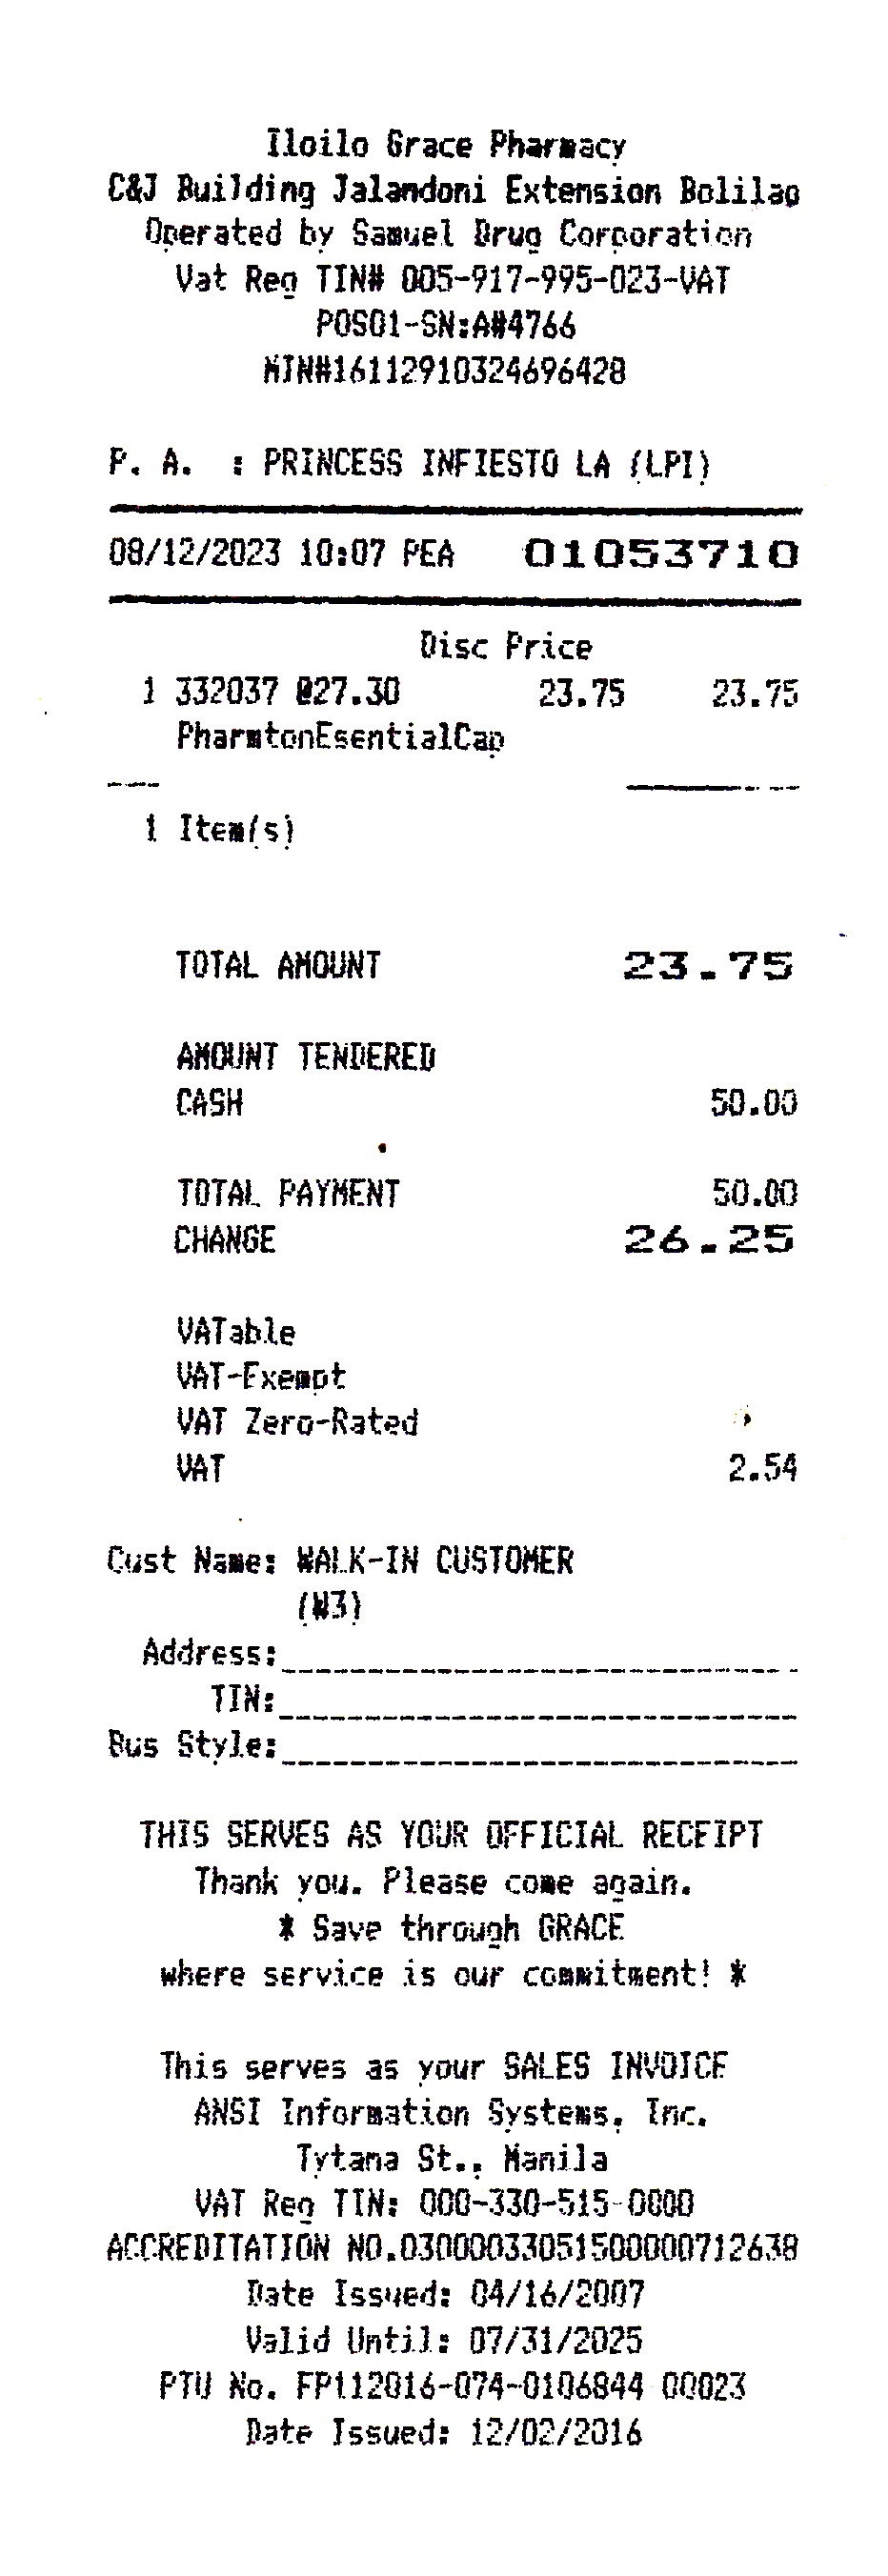 Iloilo Grace Pharmacy
C&J Building Jalandoni Extension Bolilao
Operated by Samuel Drug Corporation
Vat Reg TIN# 005-917-995-023-VAT
POS01-SN:A#4766
MIN#16112910324696428
P. A. : PRINCESS INFIESTO LA (LPI)
08/12/2023 10:07 PEA 01053710
Disc Price
1 332037 @27.30 23.75 23.75
PharmtonEsentialCap
1 Item(s)
TOTAL AMOUNT 23.75
AMOUNT TENDERED
CASH 50.00
TOTAL PAYMENT 50.00
CHANGE 26.25
VATable
VAT-Exempt
VAT Zero-Rated
VAT 2.54
Cust Name: WALK-IN CUSTOMER
(W3)
Address:
TIN:
Bus Style:
THIS SERVES AS YOUR OFFICIAL RECEIPT
Thank you. Please come again.
* Save through GRACE
where service is our commitment! *
This serves as your SALES INVOICE
ANSI Information Systems, Inc.
Tytana St., Manila
VAT Reg TIN: 000-330-515-0000
ACCREDITATION NO.030000330515000000712638
Date Issued: 04/16/2007
Valid Until: 07/31/2025
PTU No. FP112016-074-0106844 00023
Date Issued: 12/02/2016